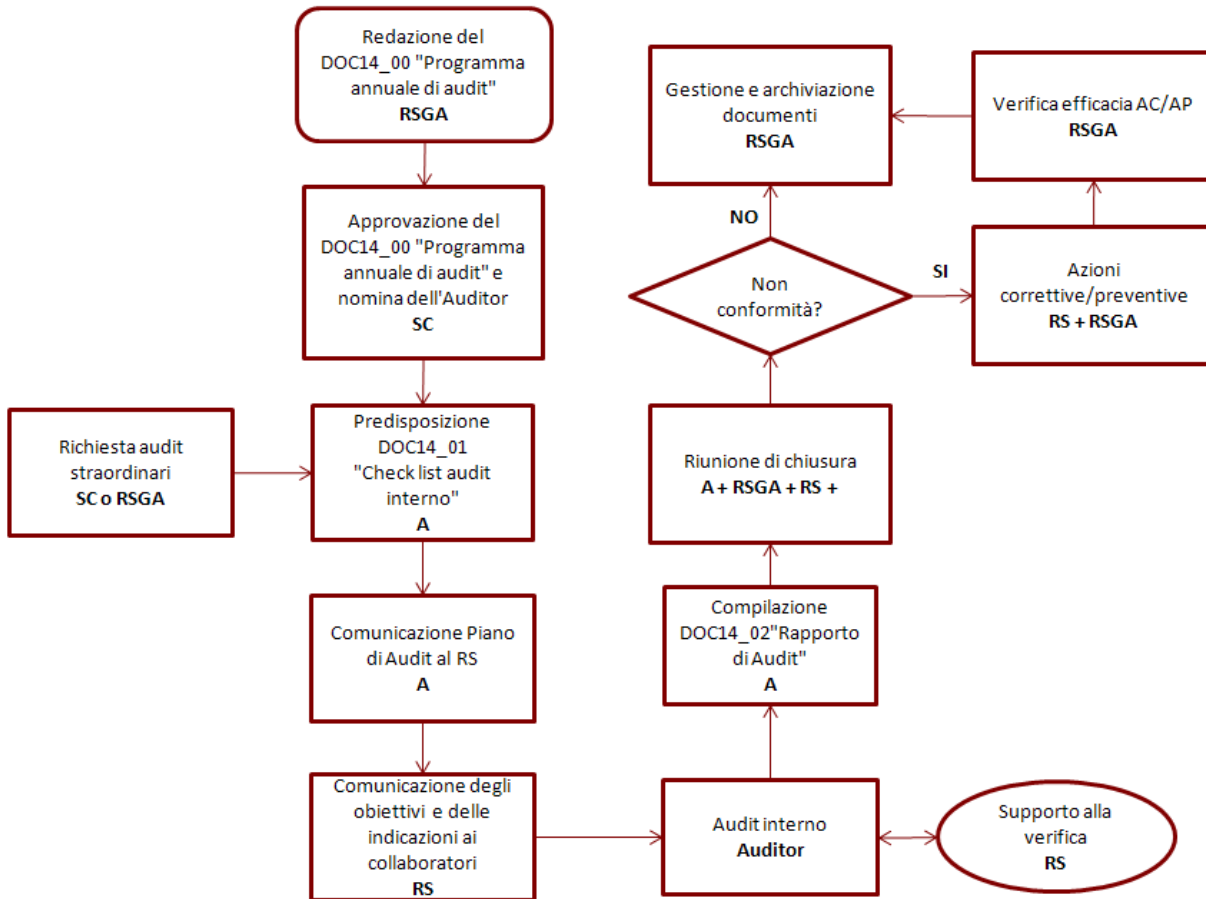 Redazione del
DOC14_00 "Programma
annuale di audit"
RSGA
Approvazione del
DOC14_00 "Programma
annuale di audit" e
nomina dell'Auditor
SC
Richiesta audit
straordinari
SC o RSGA
Predisposizione
DOC14_01
"Check list audit
interno"
A
Comunicazione Piano
di Audit al RS
A
Comunicazione degli
obiettivi e delle
indicazioni ai
collaboratori
RS
Audit interno
Auditor
Supporto alla
verifica
RS
Compilazione
DOC14_02"Rapporto
di Audit"
A
Riunione di chiusura
A + RSGA + RS +
Non
conformità?
NO
SI
Azioni
correttive/preventive
RS + RSGA
Verifica efficacia AC/AP
RSGA
Gestione e archiviazione
documenti
RSGA